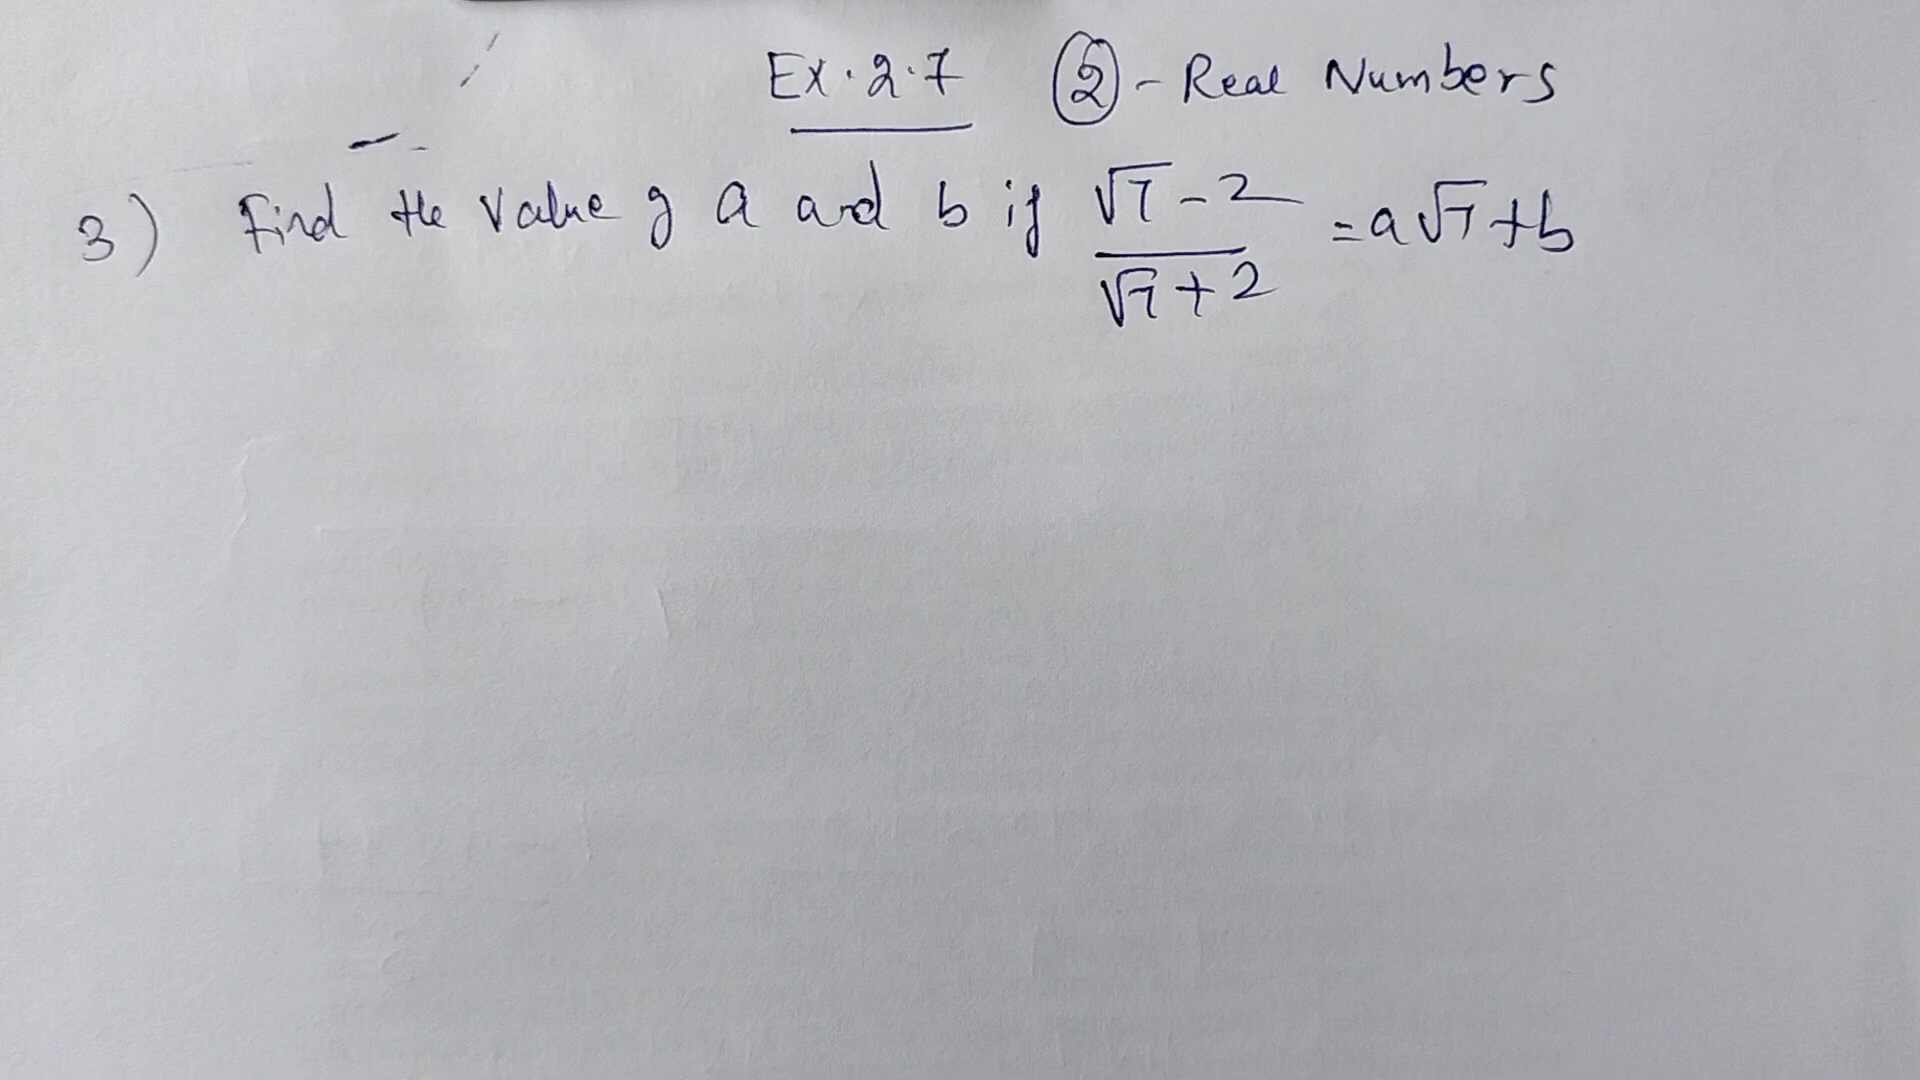 Ex. 2.7 ② - Real Numbers
3) Find the value of a and b if √7 - 2 / √7 + 2 = a√7 + b